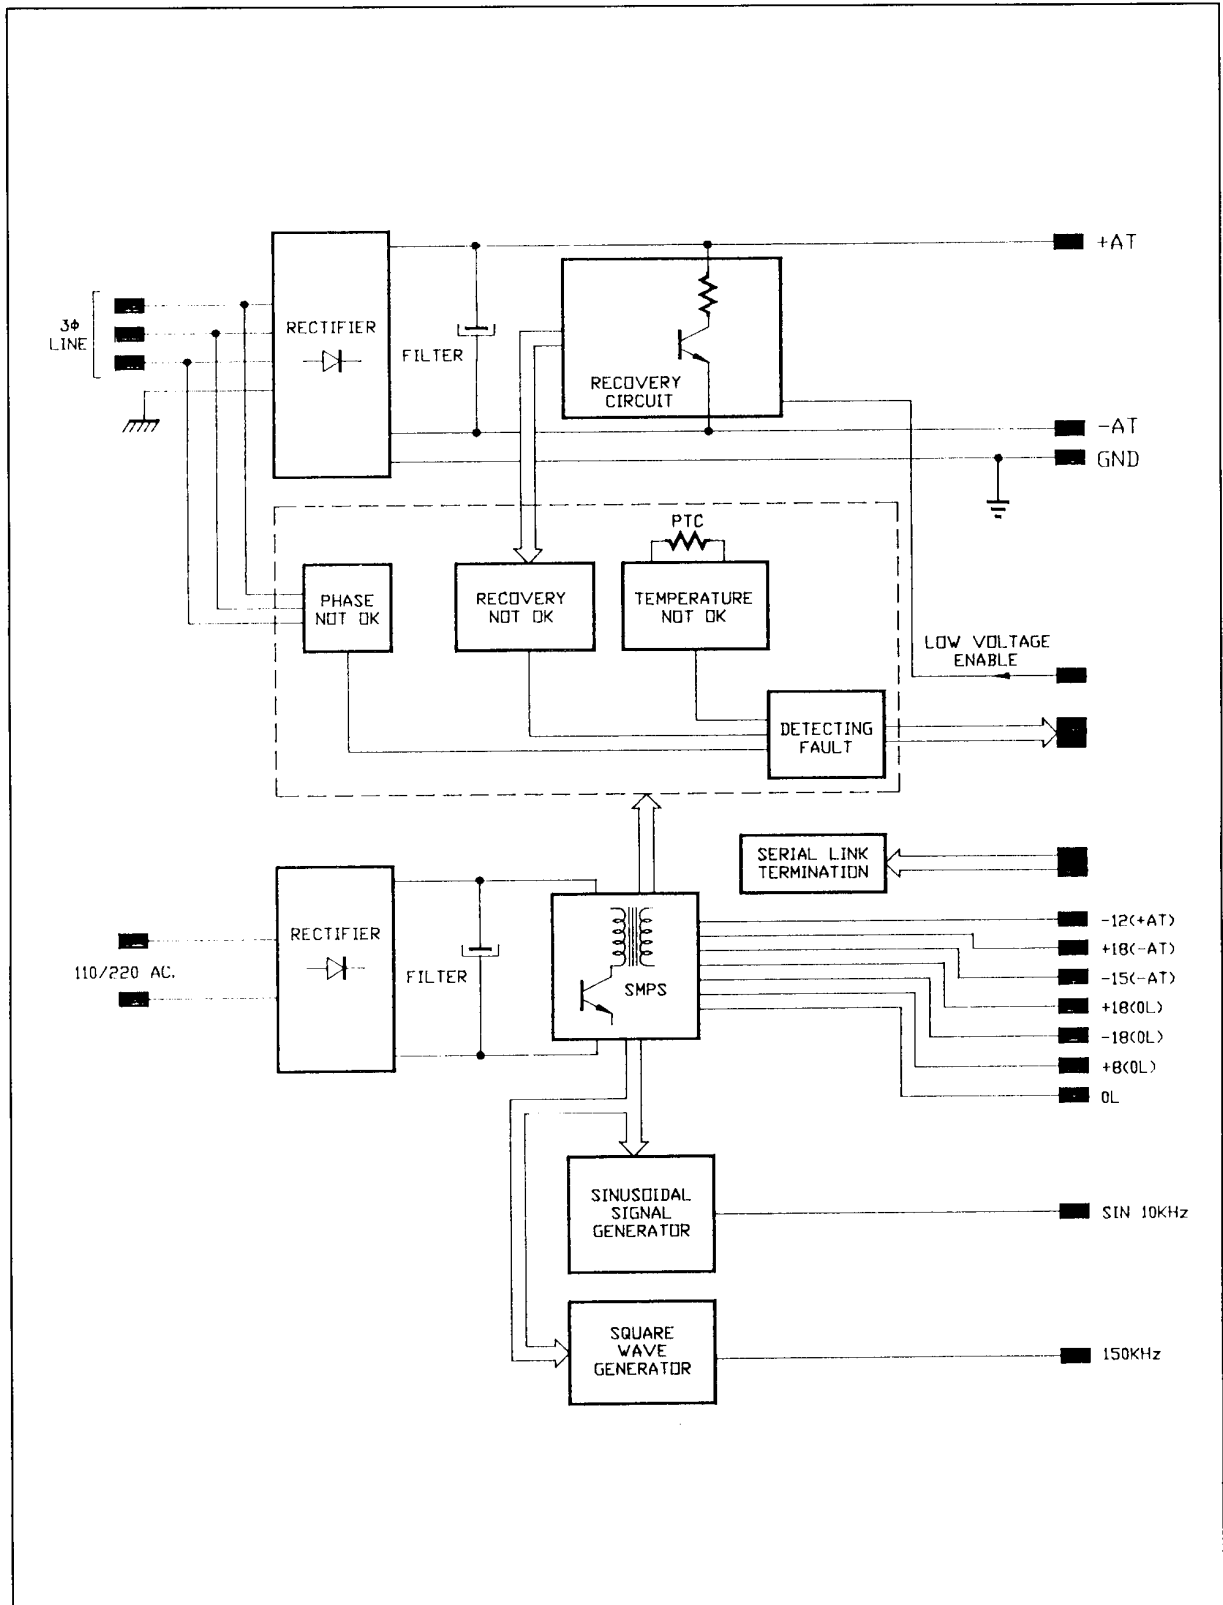 +AT
3Φ
LINE
RECTIFIER
FILTER
RECOVERY
CIRCUIT
-AT
GND
PTC
PHASE
NOT OK
RECOVERY
NOT OK
TEMPERATURE
NOT OK
LOW VOLTAGE
ENABLE
DETECTING
FAULT
SERIAL LINK
TERMINATION
RECTIFIER
110/220 AC.
FILTER
SMPS
-12(+AT)
+18(-AT)
-15(-AT)
+18(0L)
-18(0L)
+8(0L)
0L
SINUSOIDAL
SIGNAL
GENERATOR
SIN 10KHz
SQUARE
WAVE
GENERATOR
150KHz